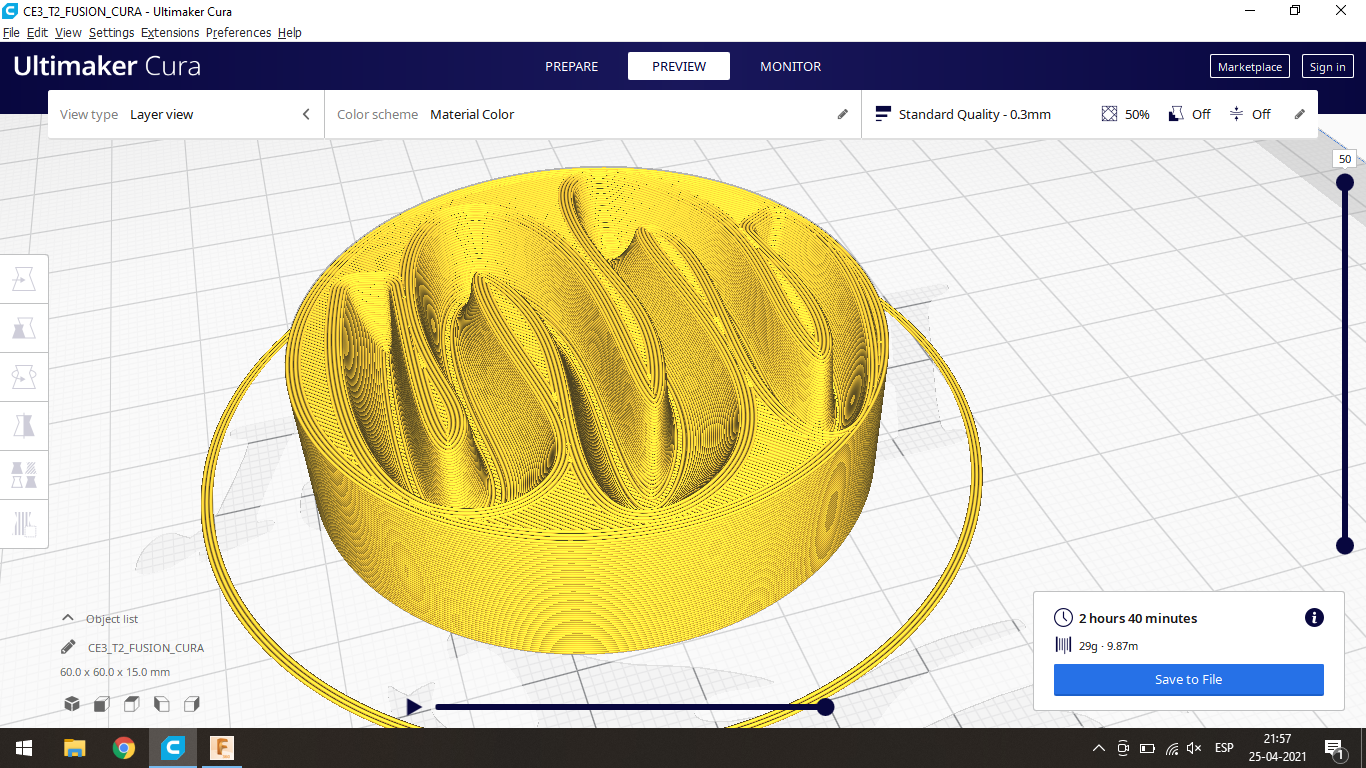 CE3_T2_FUSION_CURA - Ultimaker Cura
File Edit View Settings Extensions Preferences Help
Ultimaker Cura
PREPARE
PREVIEW
MONITOR
Marketplace
Sign in
View type Layer view
Color scheme Material Color
Standard Quality - 0.3mm
50%
Off
Off
50
Object list
CE3_T2_FUSION_CURA
60.0 x 60.0 x 15.0 mm
2 hours 40 minutes
29g · 9.87m
Save to File
ESP
21:57
25-04-2021
1